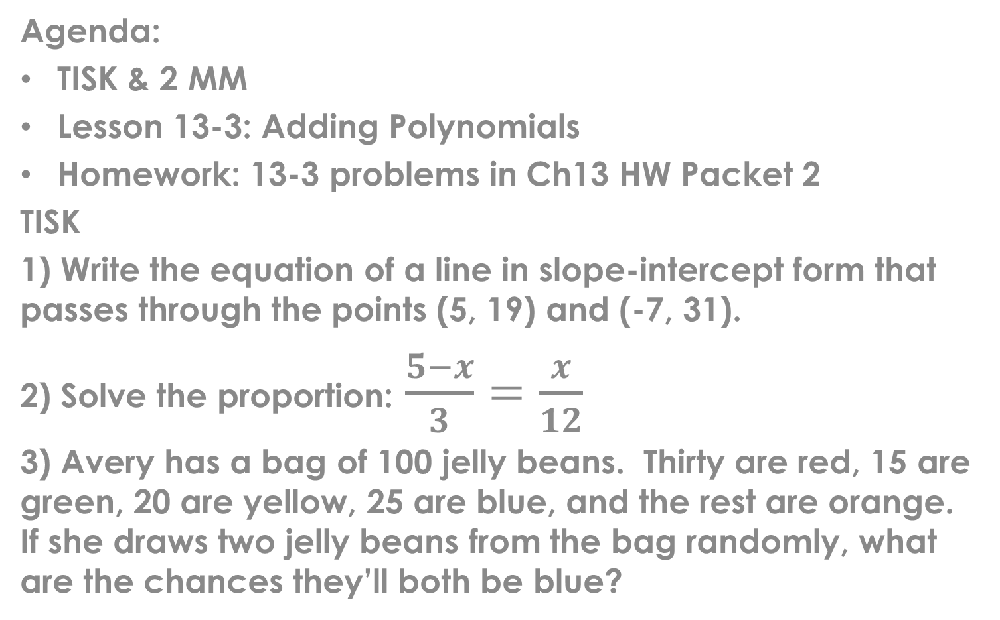 Agenda:
• TISK & 2 MM
• Lesson 13-3: Adding Polynomials
• Homework: 13-3 problems in Ch13 HW Packet 2
TISK
1) Write the equation of a line in slope-intercept form that
passes through the points (5, 19) and (-7, 31).
2) Solve the proportion: (5−x)/3 = x/12
3) Avery has a bag of 100 jelly beans.  Thirty are red, 15 are
green, 20 are yellow, 25 are blue, and the rest are orange.
If she draws two jelly beans from the bag randomly, what
are the chances they’ll both be blue?